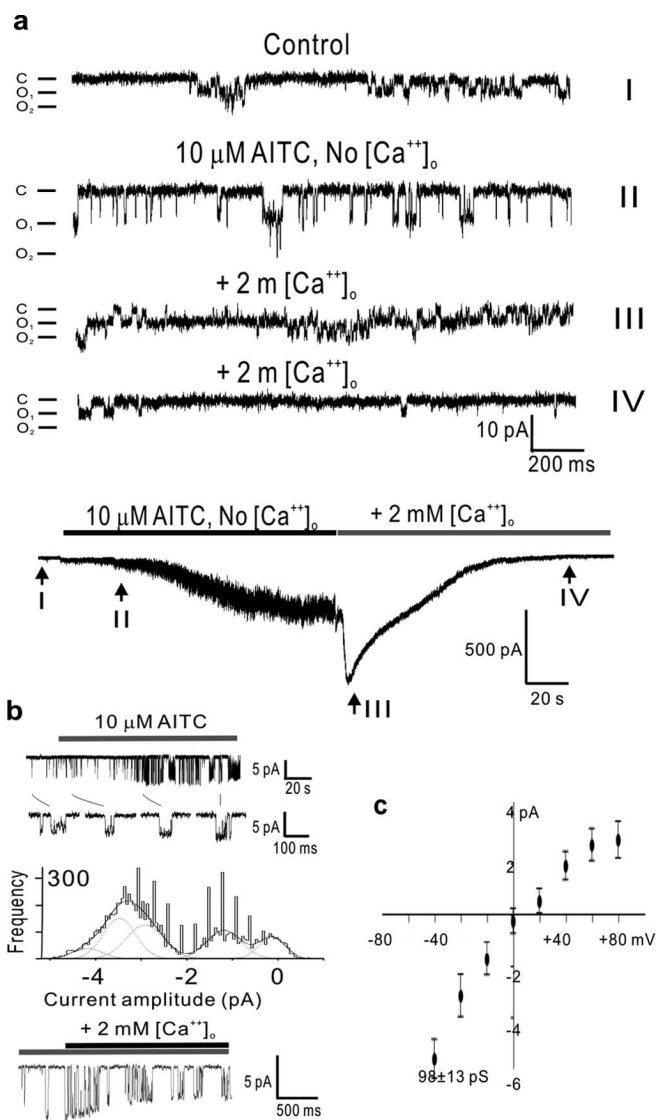 a
Control
C
O₁
O₂
I
10 μM AITC, No [Ca⁺⁺]ₒ
C
O₁
O₂
II
+ 2 m [Ca⁺⁺]ₒ
C
O₁
O₂
III
+ 2 m [Ca⁺⁺]ₒ
C
O₁
O₂
IV
10 pA
200 ms
10 μM AITC, No [Ca⁺⁺]ₒ + 2 mM [Ca⁺⁺]ₒ
I
II
III
IV
500 pA
20 s
b
10 μM AITC
5 pA
20 s
5 pA
100 ms
300
Frequency
-4 -2 0
Current amplitude (pA)
+ 2 mM [Ca⁺⁺]ₒ
5 pA
500 ms
c
4 pA
2
-80 -40 +40 +80 mV
-2
-4
98±13 pS
-6